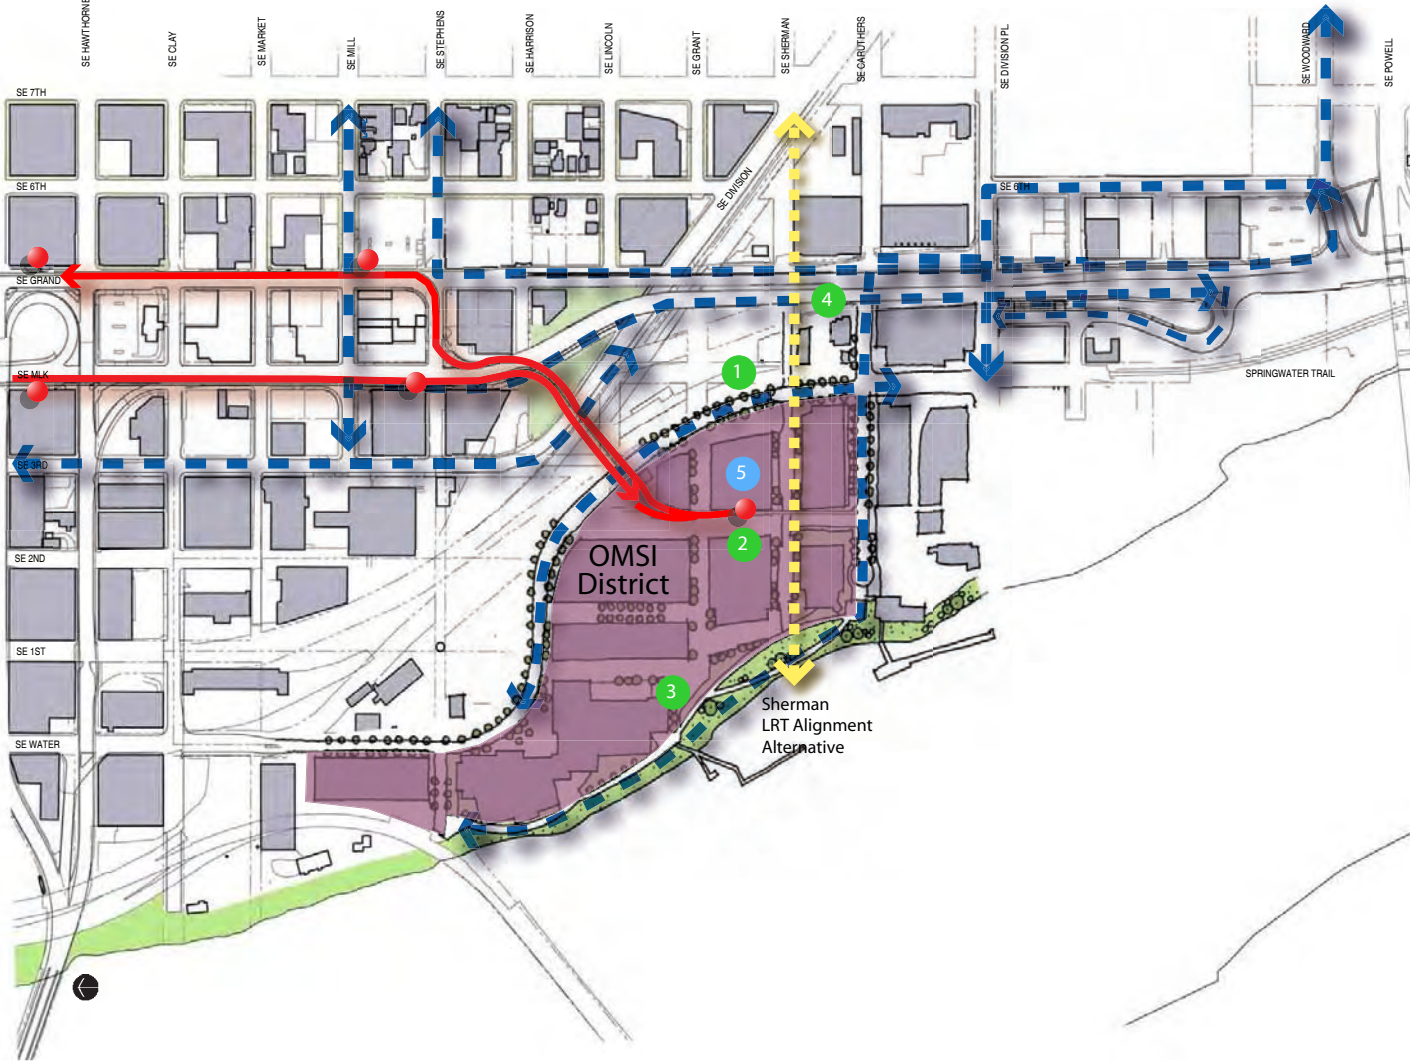 SE HAWTHORNE
SE CLAY
SE MARKET
SE MILL
SE STEPHENS
SE HARRISON
SE LINCOLN
SE GRANT
SE SHERMAN
SE CARUTHERS
SE DIVISION PL.
SE WOODWARD
SE POWELL
SE 7TH
SE 6TH
SE DIVISION
SE 6TH
SE GRAND
4
SE MLK
1
SPRINGWATER TRAIL
SE 3RD
5
2
OMSI
District
SE 2ND
SE 1ST
3
Sherman
LRT Alignment
Alternative
SE WATER